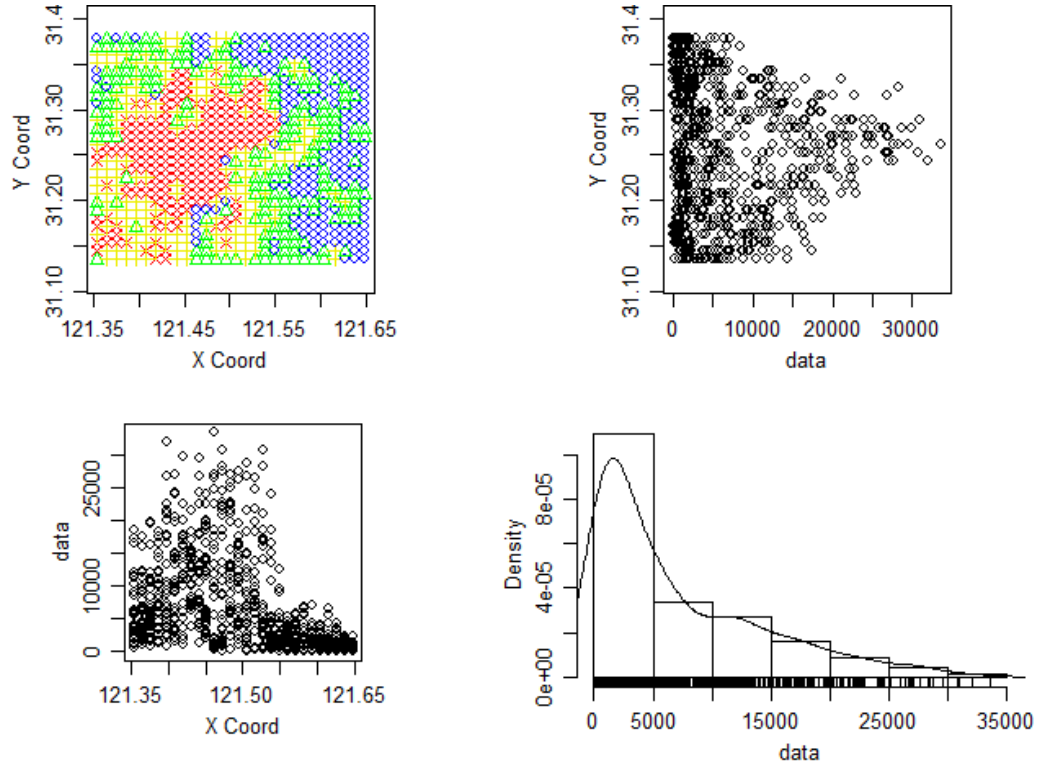 31.4
31.30
31.20
31.10
Y Coord
121.35 121.45 121.55 121.65
X Coord
31.4
31.30
31.20
31.10
Y Coord
0 10000 20000 30000
data
25000
10000
0
data
121.35 121.50 121.65
X Coord
8e-05
4e-05
0e+00
Density
0 5000 15000 25000 35000
data